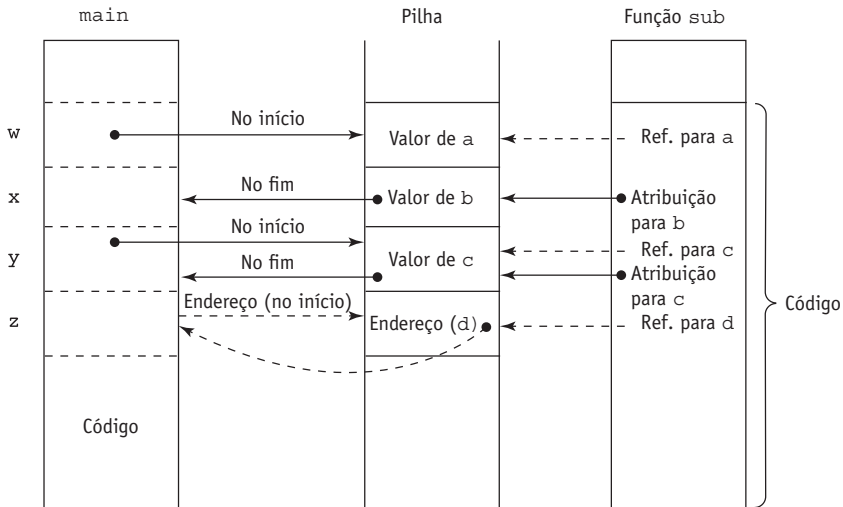 main
Pilha
Função sub
w
No início
Valor de a
Ref. para a
x
No fim
Valor de b
Atribuição
para b
y
No início
No fim
Valor de c
Ref. para c
Atribuição
para c
z
Endereço (no início)
Endereço (d)
Ref. para d
Código
Código